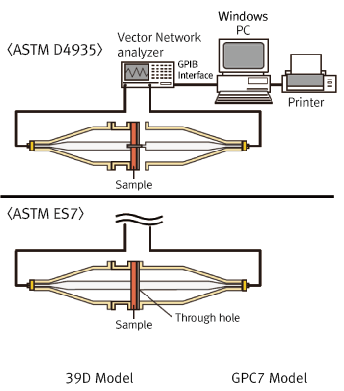 Windows
PC
Vector Network
analyzer
〈ASTM D4935〉
GPIB
Interface
Printer
Sample
〈ASTM ES7〉
Through hole
Sample
39D Model
GPC7 Model